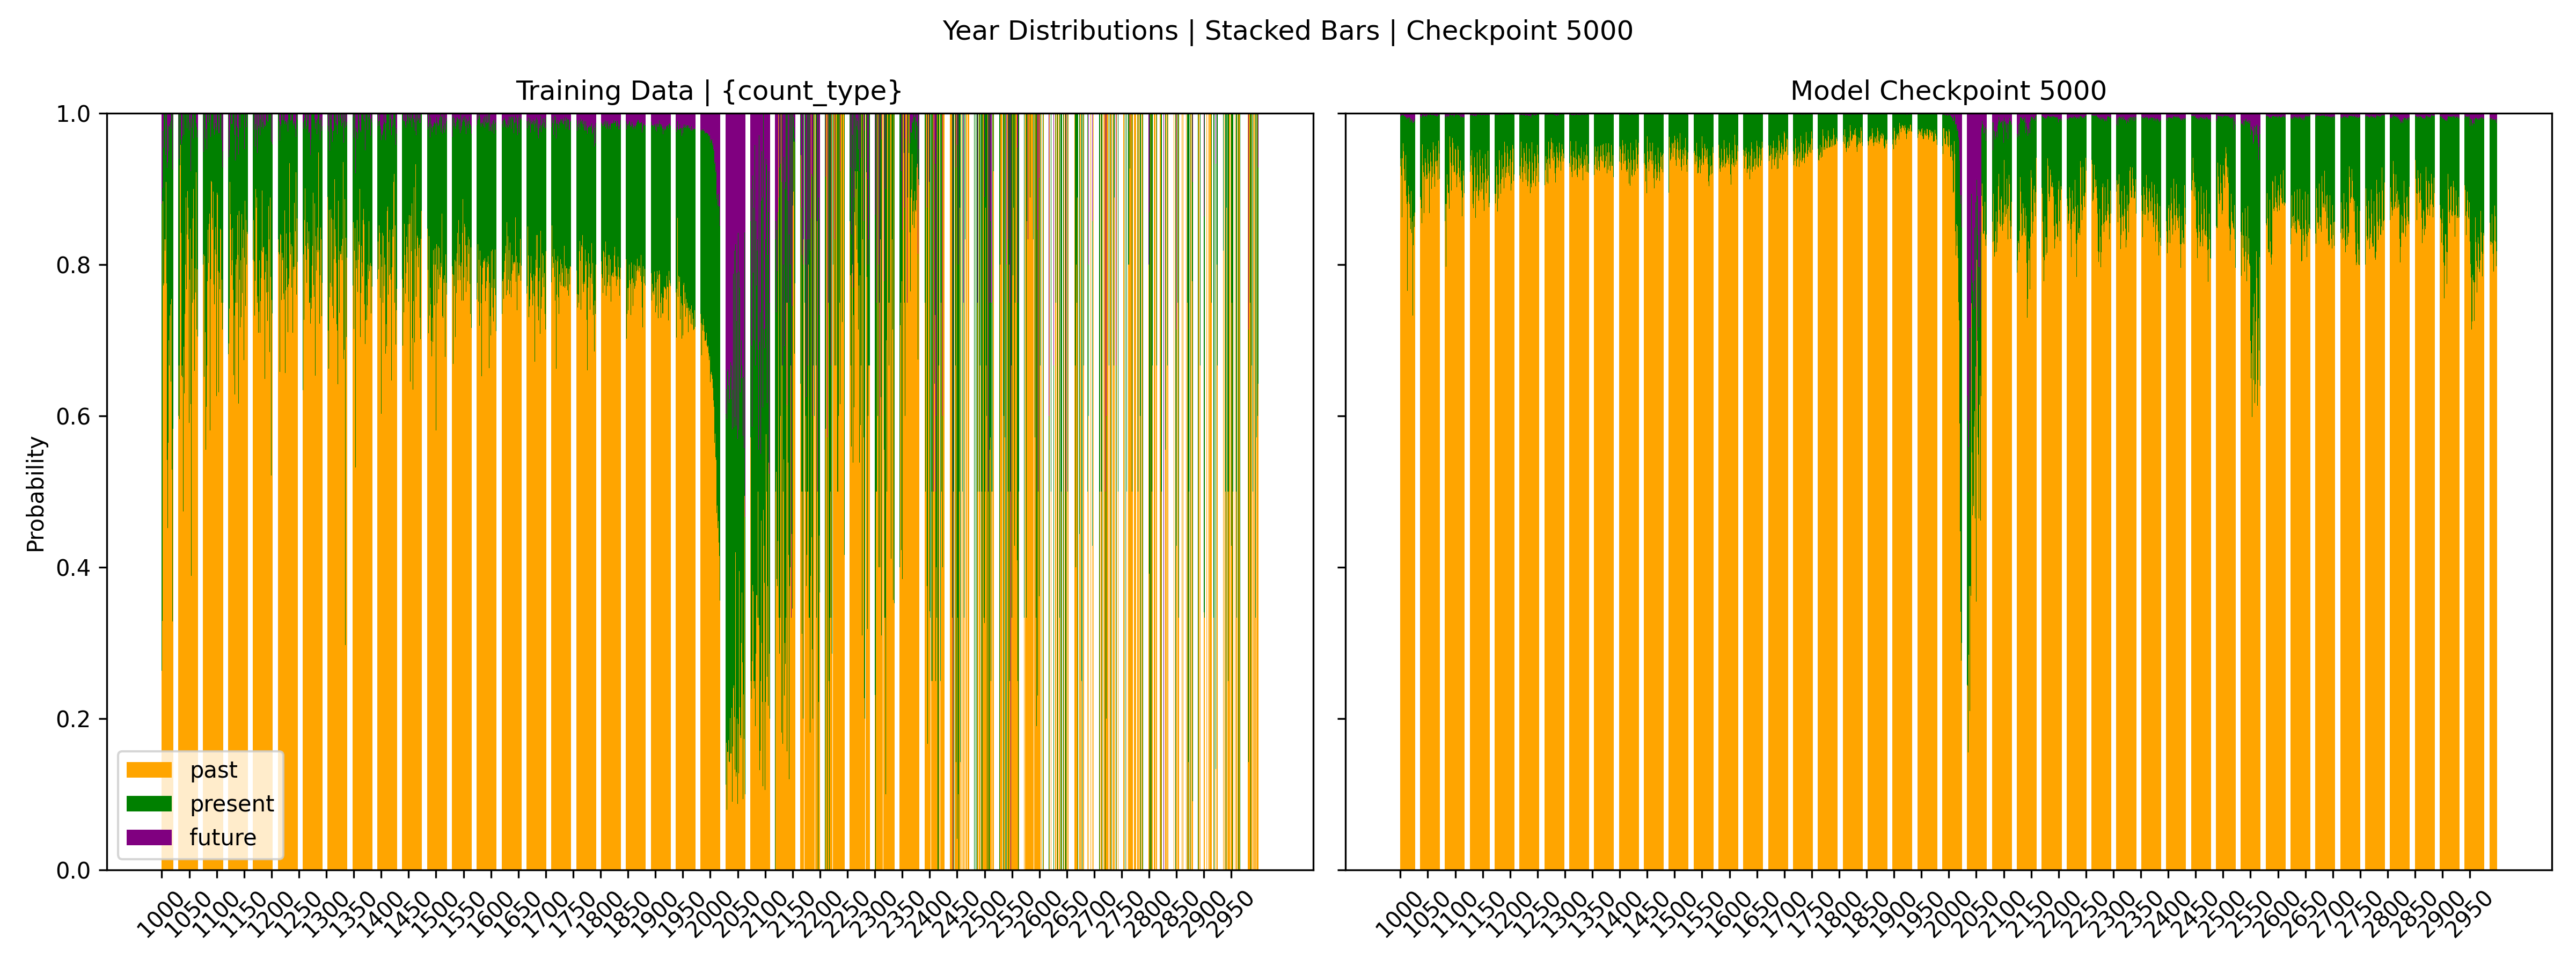 Year Distributions | Stacked Bars | Checkpoint 5000
Training Data | {count_type}
Model Checkpoint 5000
Probability
1.0
0.8
0.6
0.4
0.2
0.0
past
present
future
1000 1050 1100 1150 1200 1250 1300 1350 1400 1450 1500 1550 1600 1650 1700 1750 1800 1850 1900 1950 2000 2050 2100 2150 2200 2250 2300 2350 2400 2450 2500 2550 2600 2650 2700 2750 2800 2850 2900 2950
1000 1050 1100 1150 1200 1250 1300 1350 1400 1450 1500 1550 1600 1650 1700 1750 1800 1850 1900 1950 2000 2050 2100 2150 2200 2250 2300 2350 2400 2450 2500 2550 2600 2650 2700 2750 2800 2850 2900 2950